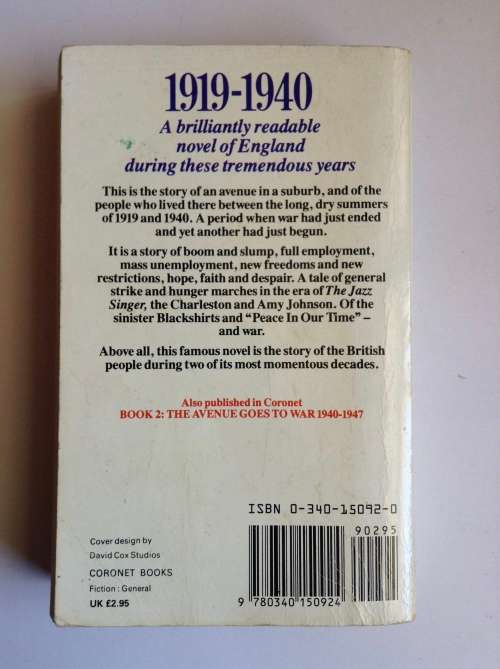 1919-1940
A brilliantly readable
novel of England
during these tremendous years
This is the story of an avenue in a suburb, and of the
people who lived there between the long, dry summers
of 1919 and 1940. A period when war had just ended
and yet another had just begun.
It is a story of boom and slump, full employment,
mass unemployment, new freedoms and new
restrictions, hope, faith and despair. A tale of general
strike and hunger marches in the era of The Jazz
Singer, the Charleston and Amy Johnson. Of the
sinister Blackshirts and “Peace In Our Time” –
and war.
Above all, this famous novel is the story of the British
people during two of its most momentous decades.
Also published in Coronet
BOOK 2: THE AVENUE GOES TO WAR 1940-1947
ISBN 0-340-15092-0
90295
Cover design by
David Cox Studios
CORONET BOOKS
Fiction : General
UK £2.95
9 780340 150924